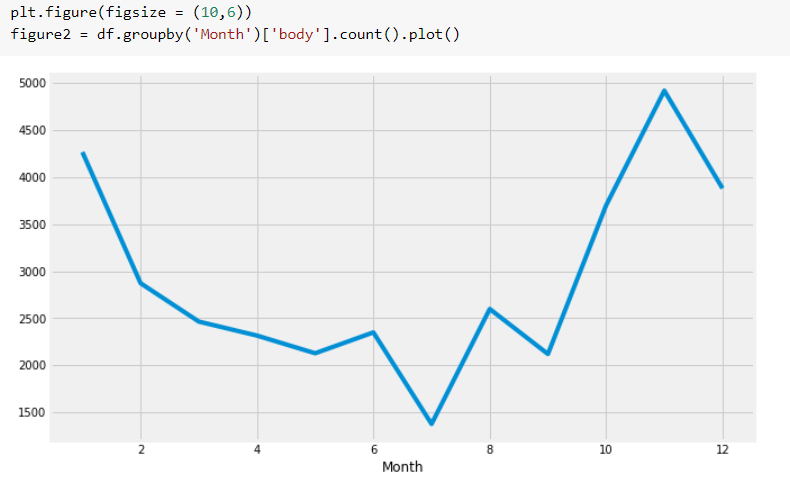 plt.figure(figsize = (10,6))
figure2 = df.groupby('Month')['body'].count().plot()
5000
4500
4000
3500
3000
2500
2000
1500
2 4 6 8 10 12
Month